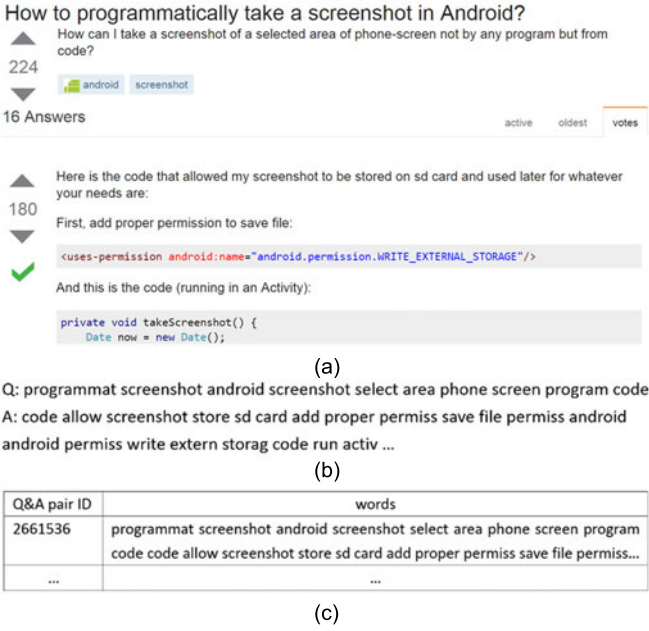 How to programmatically take a screenshot in Android?
How can I take a screenshot of a selected area of phone-screen not by any program but from
code?
224
android screenshot
16 Answers
active oldest votes
Here is the code that allowed my screenshot to be stored on sd card and used later for whatever
your needs are:
180
First, add proper permission to save file:
<uses-permission android:name="android.permission.WRITE_EXTERNAL_STORAGE"/>
And this is the code (running in an Activity):
private void takeScreenshot() {
Date now = new Date();
(a)
Q: programmat screenshot android screenshot select area phone screen program code
A: code allow screenshot store sd card add proper permiss save file permiss android
android permiss write extern storag code run activ ...
(b)
Q&A pair ID words
2661536 programmat screenshot android screenshot select area phone screen program
code code allow screenshot store sd card add proper permiss save file permiss...
... ...
(c)